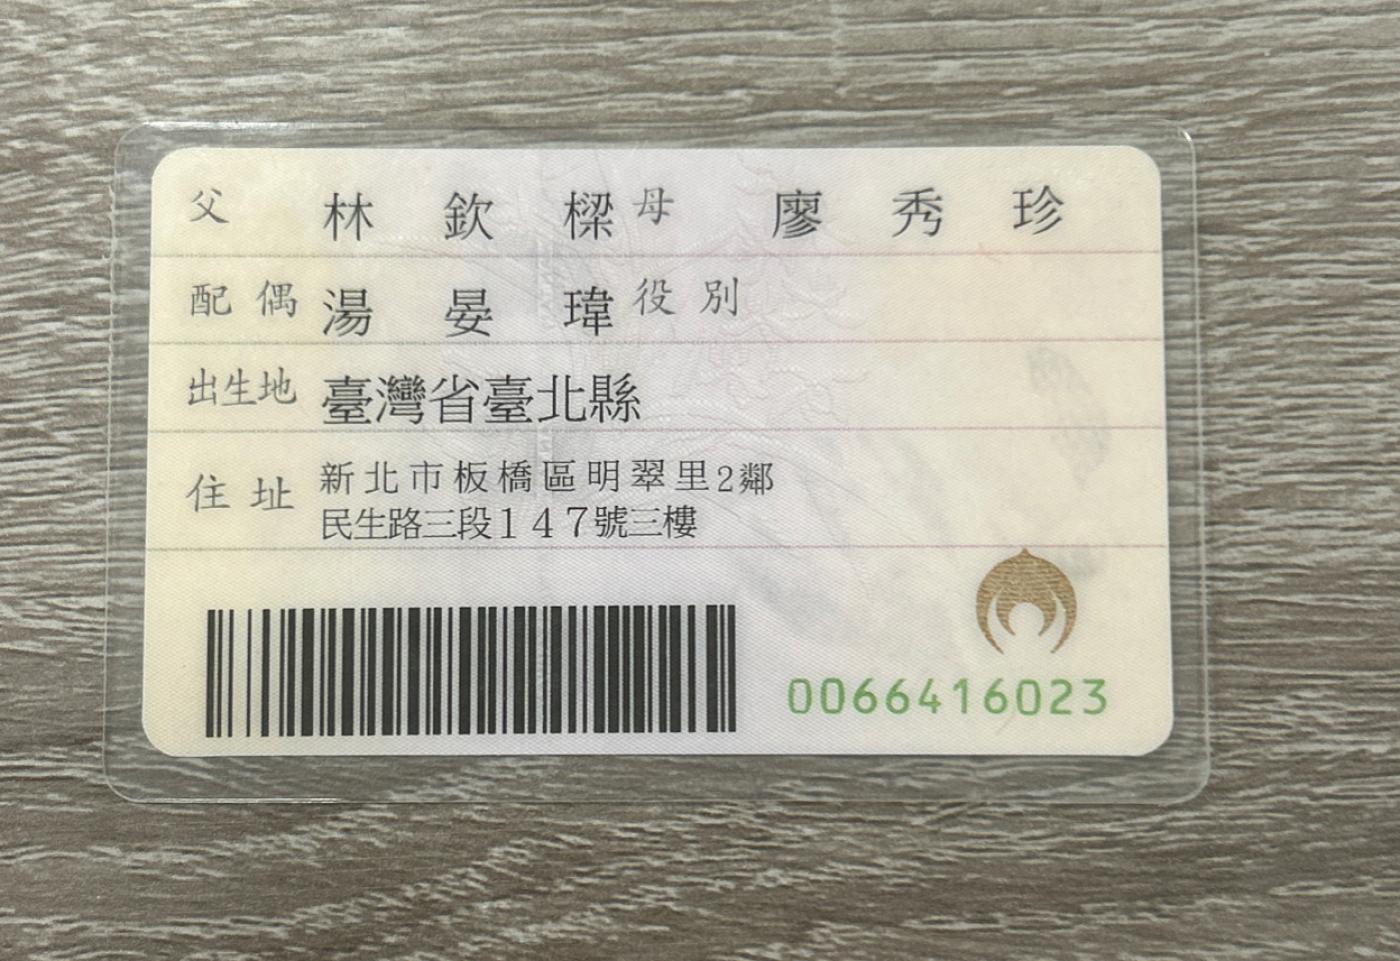 父 林欽樑 母 廖秀珍
配偶 湯晏瑋 役別
出生地 臺灣省臺北縣
住址 新北市板橋區明翠里2鄰
民生路三段147號三樓
0066416023